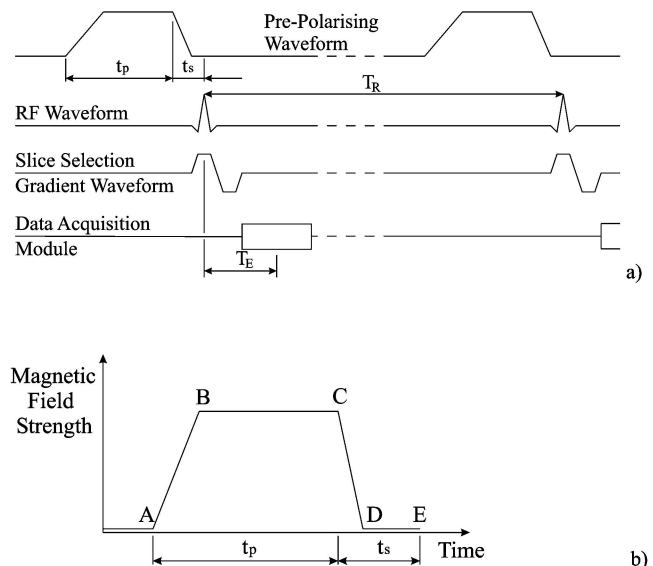 Pre-Polarising
Waveform
tp
ts
TR
RF Waveform
Slice Selection
Gradient Waveform
Data Acquisition
Module
TE
a)
Magnetic
Field
Strength
A
B
C
D
E
tp
ts
Time
b)